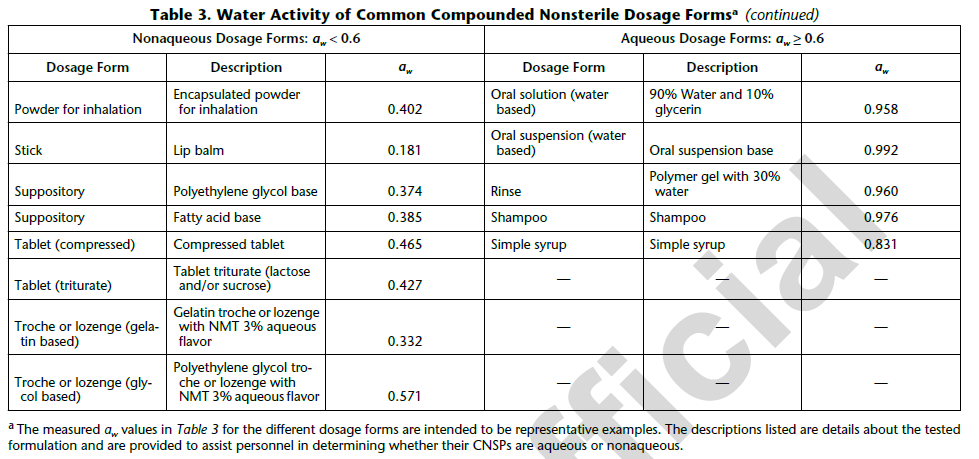 Table 3. Water Activity of Common Compounded Nonsterile Dosage Formsᵃ (continued)
Nonaqueous Dosage Forms: a_w < 0.6 Aqueous Dosage Forms: a_w ≥ 0.6
Dosage Form Description a_w Dosage Form Description a_w
Powder for inhalation Encapsulated powder for inhalation 0.402 Oral solution (water based) 90% Water and 10% glycerin 0.958
Stick Lip balm 0.181 Oral suspension (water based) Oral suspension base 0.992
Suppository Polyethylene glycol base 0.374 Rinse Polymer gel with 30% water 0.960
Suppository Fatty acid base 0.385 Shampoo Shampoo 0.976
Tablet (compressed) Compressed tablet 0.465 Simple syrup Simple syrup 0.831
Tablet (triturate) Tablet triturate (lactose and/or sucrose) 0.427 — — —
Troche or lozenge (gelatin based) Gelatin troche or lozenge with NMT 3% aqueous flavor 0.332 — — —
Troche or lozenge (glycol based) Polyethylene glycol troche or lozenge with NMT 3% aqueous flavor 0.571 — — —
ᵃ The measured a_w values in Table 3 for the different dosage forms are intended to be representative examples. The descriptions listed are details about the tested
formulation and are provided to assist personnel in determining whether their CNSPs are aqueous or nonaqueous.
fficial